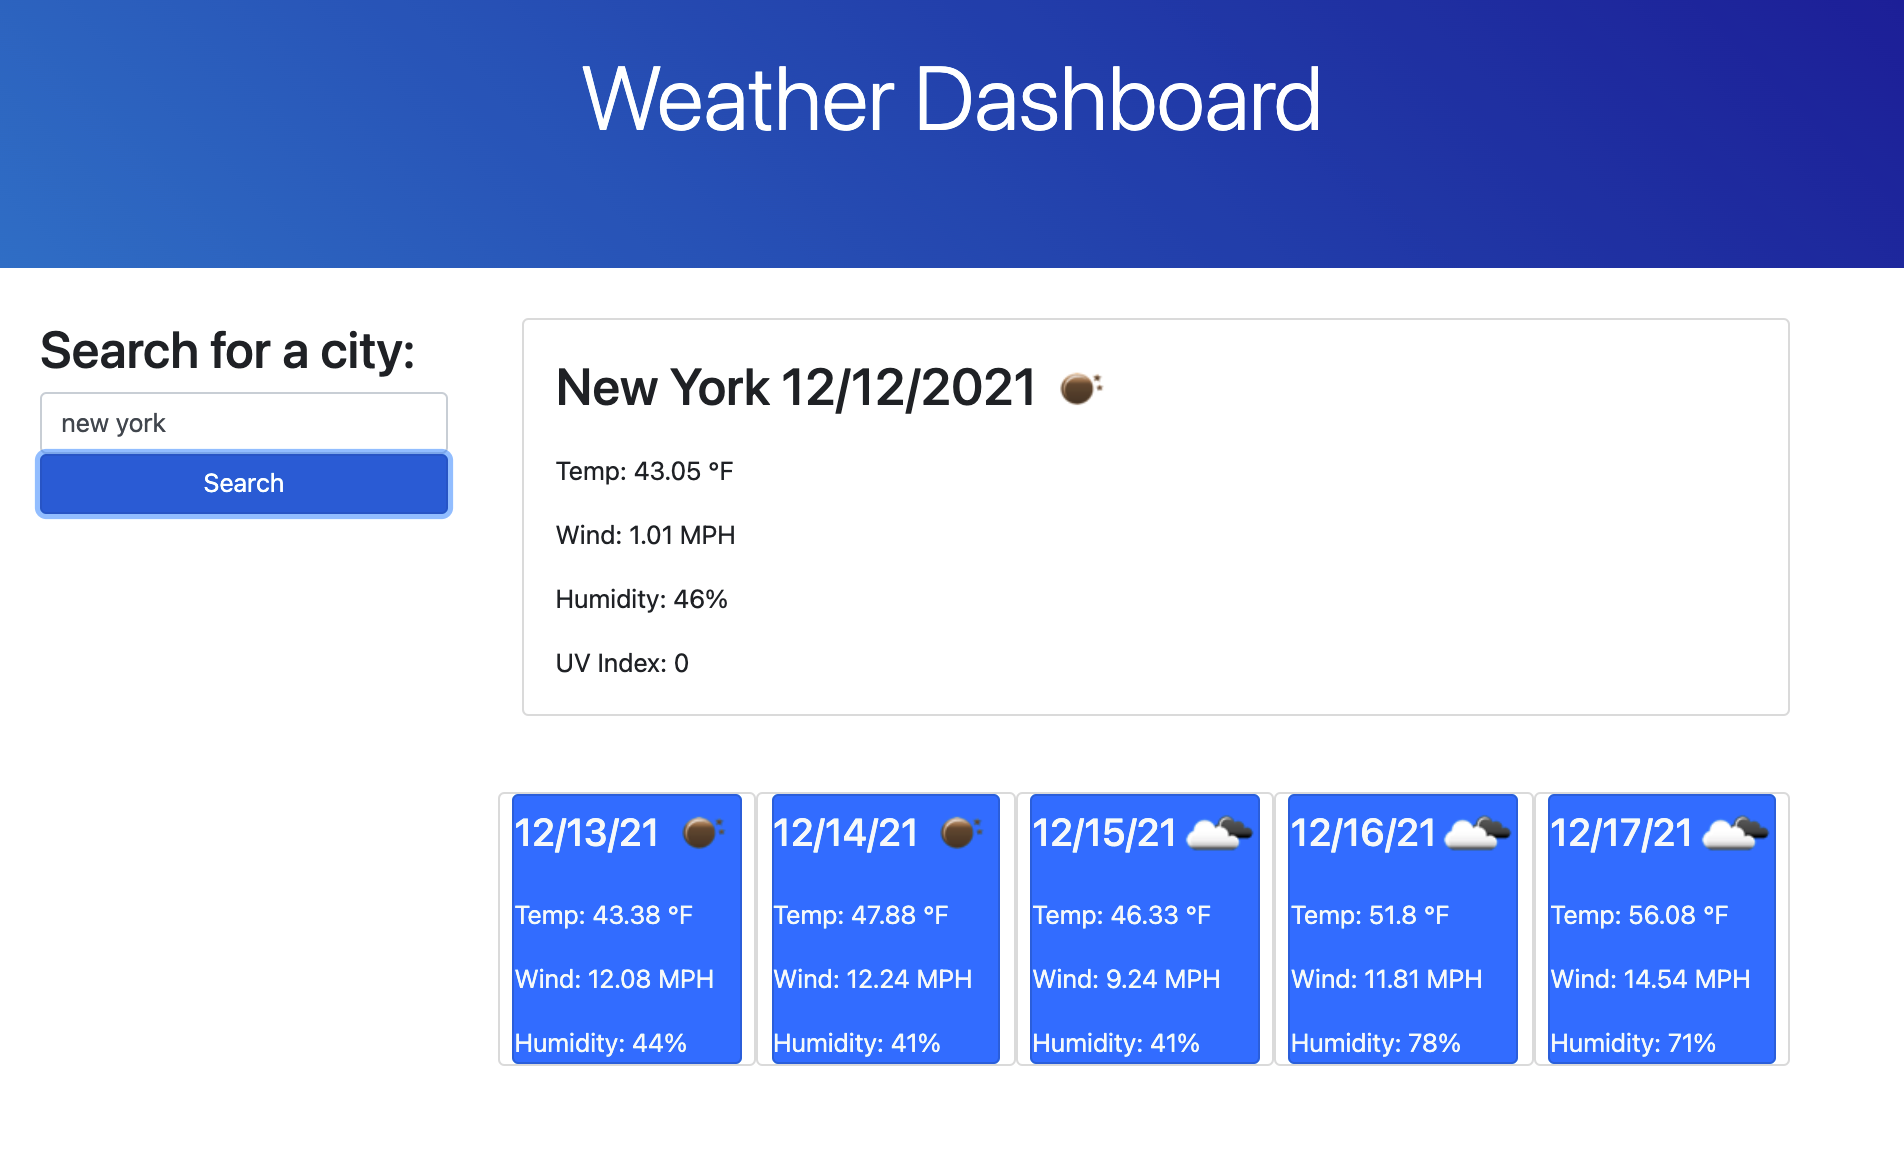 Weather Dashboard
Search for a city:
new york
Search
New York 12/12/2021
Temp: 43.05 °F
Wind: 1.01 MPH
Humidity: 46%
UV Index: 0
12/13/21
Temp: 43.38 °F
Wind: 12.08 MPH
Humidity: 44%
12/14/21
Temp: 47.88 °F
Wind: 12.24 MPH
Humidity: 41%
12/15/21
Temp: 46.33 °F
Wind: 9.24 MPH
Humidity: 41%
12/16/21
Temp: 51.8 °F
Wind: 11.81 MPH
Humidity: 78%
12/17/21
Temp: 56.08 °F
Wind: 14.54 MPH
Humidity: 71%